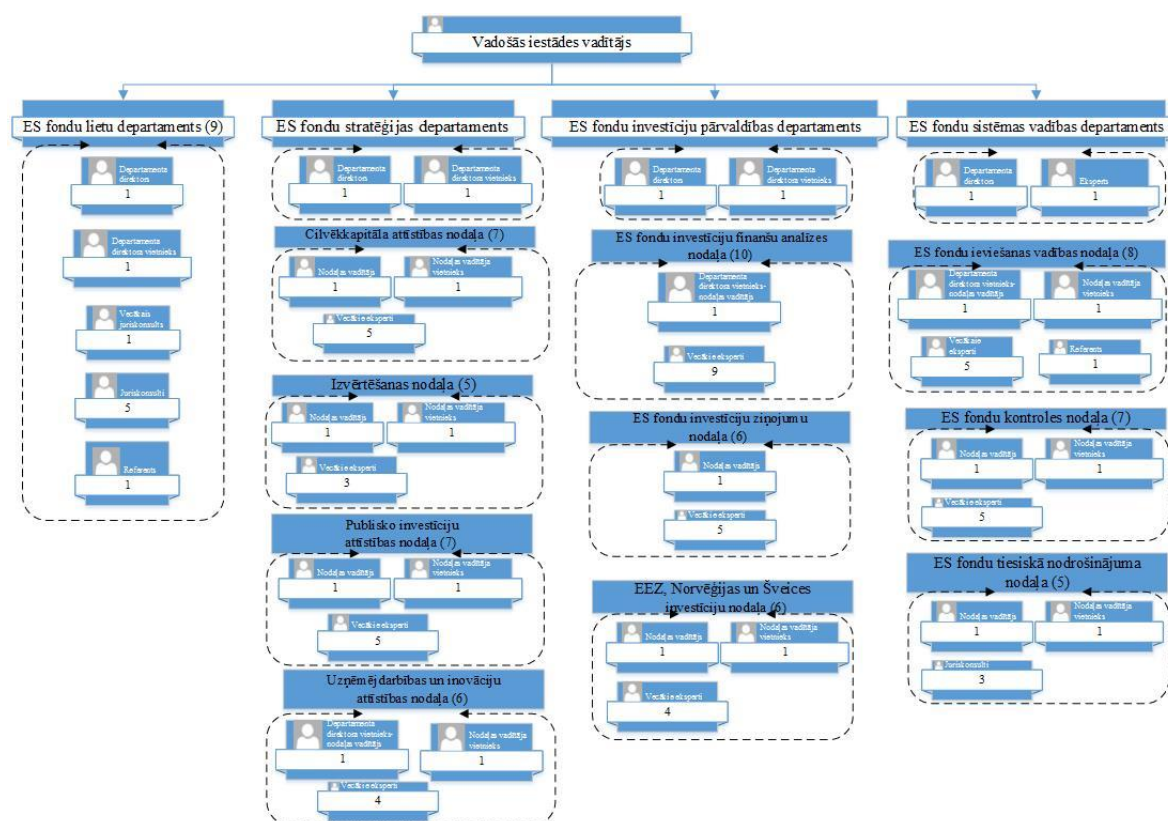 Vadošās iestādes vadītājs
ES fondu lietu departaments (9)
Departamenta
direktors
1
Departamenta
direktora vietnieks
1
Vecākais
juriskonsults
1
Juriskonsulti
5
Referents
1
ES fondu stratēģijas departaments
Departamenta
direktors
1
Departamenta
direktora vietnieks
1
Cilvēkkapitāla attīstības nodaļa (7)
Nodaļas vadītājs
1
Nodaļas vadītāja
vietnieks
1
Vecākie eksperti
5
Izvērtēšanas nodaļa (5)
Nodaļas vadītājs
1
Nodaļas vadītāja
vietnieks
1
Vecākie eksperti
3
Publisko investīciju
attīstības nodaļa (7)
Nodaļas vadītājs
1
Nodaļas vadītāja
vietnieks
1
Vecākie eksperti
5
Uzņēmējdarbības un inovāciju
attīstības nodaļa (6)
Departamenta
direktora vietnieks-
nodaļas vadītājs
1
Nodaļas vadītāja
vietnieks
1
Vecākie eksperti
4
ES fondu investīciju pārvaldības departaments
Departamenta
direktors
1
Departamenta
direktora vietnieks
1
ES fondu investīciju finanšu analīzes
nodaļa (10)
Departamenta
direktora vietnieks-
nodaļas vadītājs
1
Vecākie eksperti
9
ES fondu investīciju ziņojumu
nodaļa (6)
Nodaļas vadītājs
1
Vecākie eksperti
5
EEZ, Norvēģijas un Šveices
investīciju nodaļa (6)
Nodaļas vadītājs
1
Nodaļas vadītāja
vietnieks
1
Vecākie eksperti
4
ES fondu sistēmas vadības departaments
Departamenta
direktors
1
Eksperts
1
ES fondu ieviešanas vadības nodaļa (8)
Departamenta
direktora vietnieks-
nodaļas vadītājs
1
Nodaļas vadītāja
vietnieks
1
Vecākaie
eksperti
5
Referents
1
ES fondu kontroles nodaļa (7)
Nodaļas vadītājs
1
Nodaļas vadītāja
vietnieks
1
Vecākie eksperti
5
ES fondu tiesiskā nodrošinājuma
nodaļa (5)
Nodaļas vadītājs
1
Nodaļas vadītāja
vietnieks
1
Juriskonsulti
3